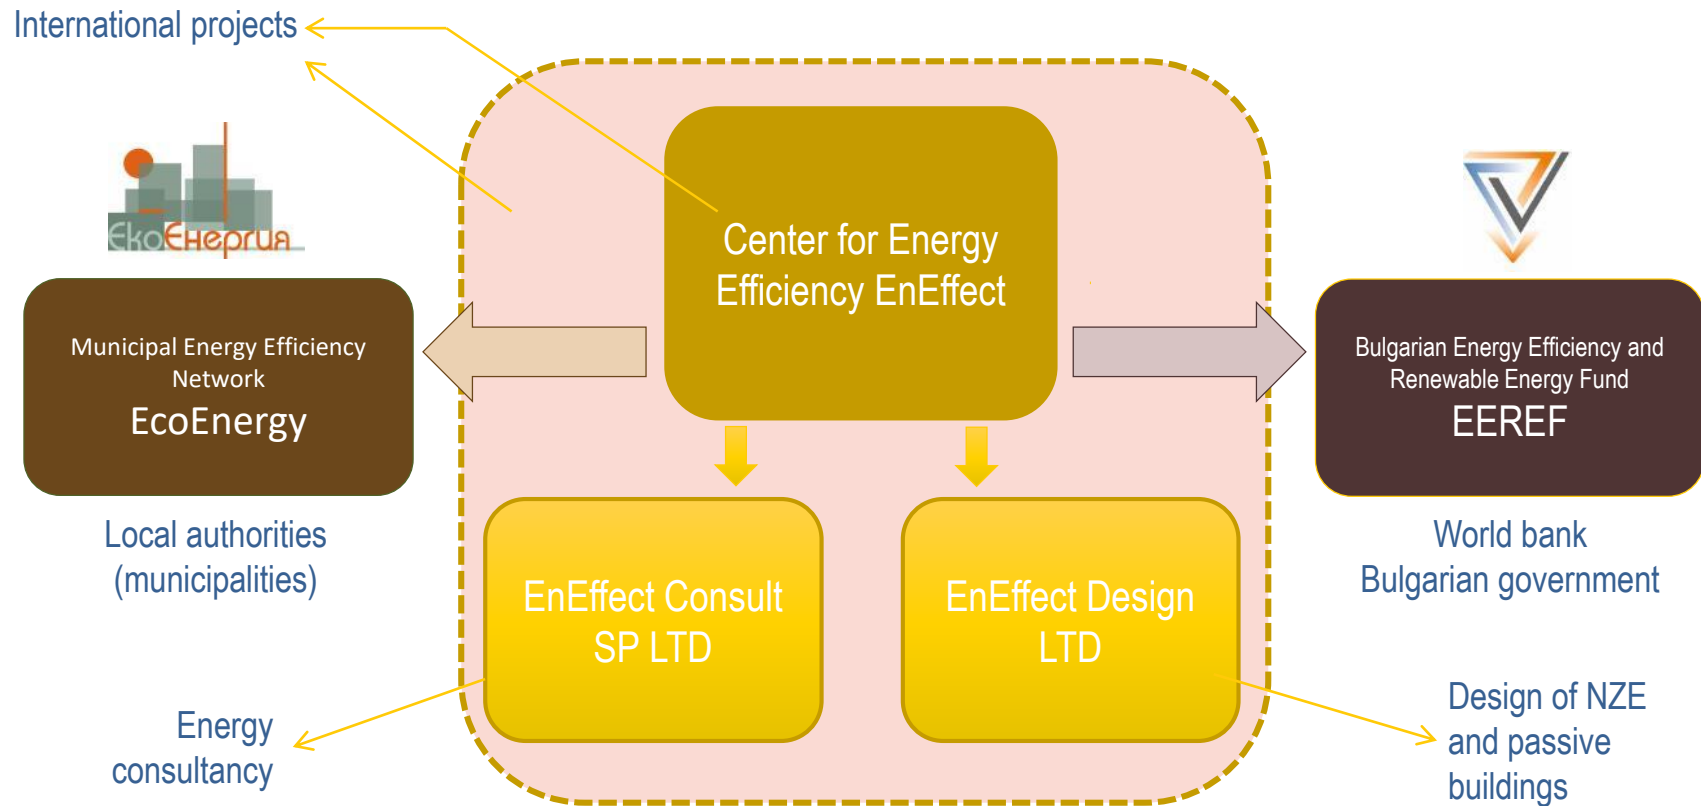 International projects
ЕкоЕнергия
Center for Energy
Efficiency EnEffect
Municipal Energy Efficiency
Network
EcoEnergy
Bulgarian Energy Efficiency and
Renewable Energy Fund
EEREF
Local authorities
(municipalities)
World bank
Bulgarian government
EnEffect Consult
SP LTD
EnEffect Design
LTD
Energy
consultancy
Design of NZE
and passive
buildings